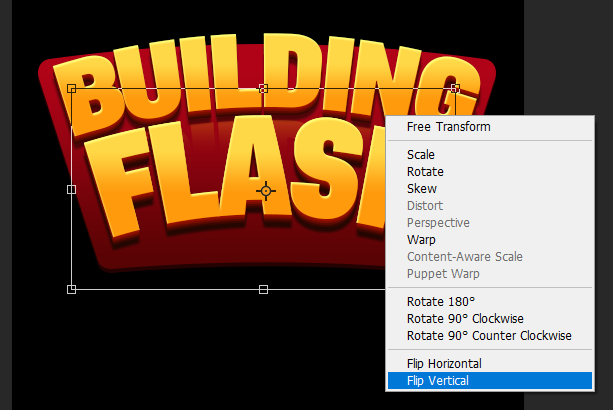 BUILDING
FLASH
Free Transform
Scale
Rotate
Skew
Distort
Perspective
Warp
Content-Aware Scale
Puppet Warp
Rotate 180°
Rotate 90° Clockwise
Rotate 90° Counter Clockwise
Flip Horizontal
Flip Vertical